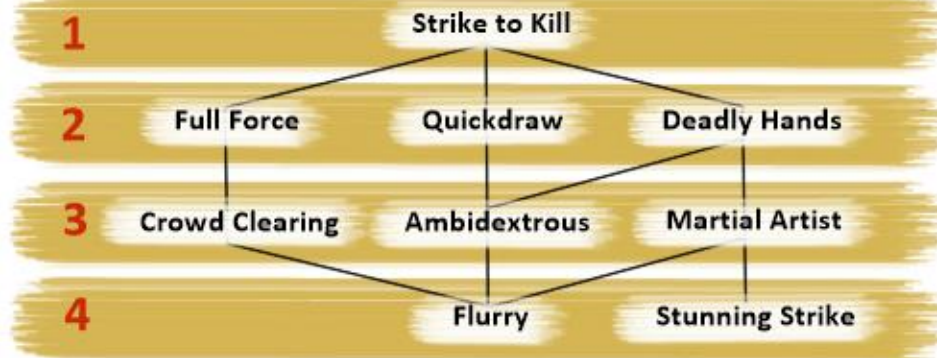 1 Strike to Kill
2 Full Force Quickdraw Deadly Hands
3 Crowd Clearing Ambidextrous Martial Artist
4 Flurry Stunning Strike